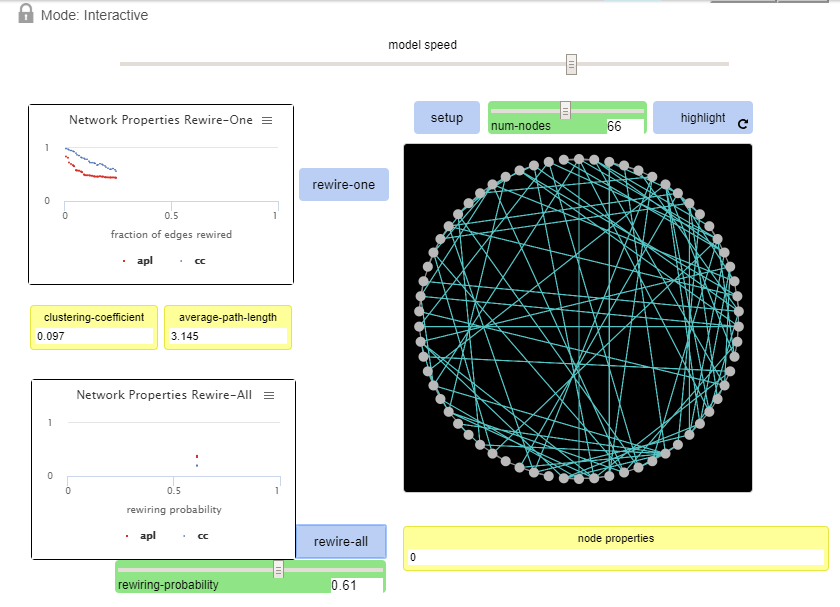 Mode: Interactive
model speed
setup
num-nodes
66
highlight
Network Properties Rewire-One
1
0
0
0.5
1
fraction of edges rewired
apl
cc
rewire-one
clustering-coefficient
0.097
average-path-length
3.145
Network Properties Rewire-All
1
0
0
0.5
1
rewiring probability
apl
cc
rewire-all
rewiring-probability
0.61
node properties
0